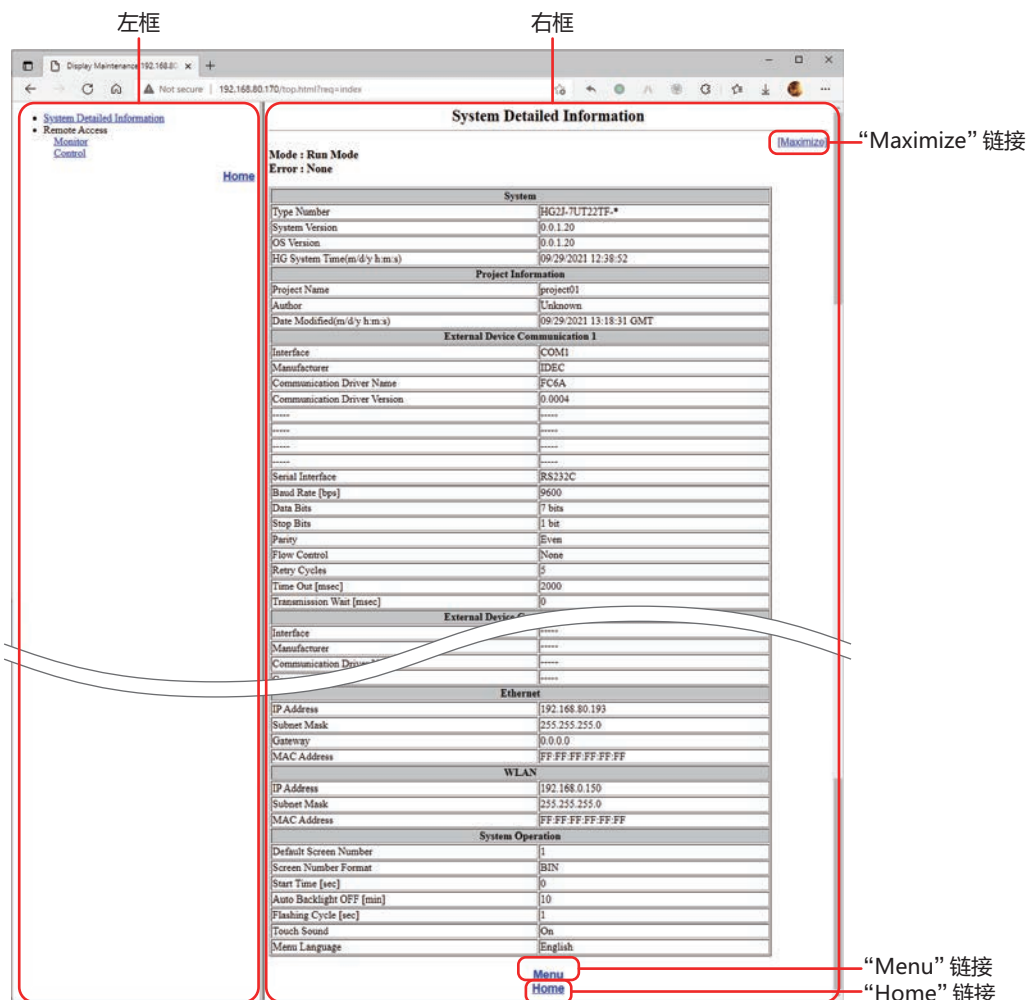 左框
右框
Display Maintenance 192.168.80
Not secure | 192.168.80.170/top.html?req=index
System Detailed Information
Remote Access
Monitor
Control
Home
System Detailed Information
[Maximize]
“Maximize” 链接
Mode : Run Mode
Error : None
System
Type Number HG2J-7UT22TF-*
System Version 0.0.1.20
OS Version 0.0.1.20
HG System Time(m/d/y h:m:s) 09/29/2021 12:38:52
Project Information
Project Name project01
Author Unknown
Date Modified(m/d/y h:m:s) 09/29/2021 13:18:31 GMT
External Device Communication 1
Interface COM1
Manufacturer IDEC
Communication Driver Name FC6A
Communication Driver Version 0.0004
----- -----
----- -----
----- -----
----- -----
Serial Interface RS232C
Baud Rate [bps] 9600
Data Bits 7 bits
Stop Bits 1 bit
Parity Even
Flow Control None
Retry Cycles 5
Time Out [msec] 2000
Transmission Wait [msec] 0
External Device
Interface -----
Manufacturer -----
Communication -----
-----
Ethernet
IP Address 192.168.80.193
Subnet Mask 255.255.255.0
Gateway 0.0.0.0
MAC Address FF:FF:FF:FF:FF:FF
WLAN
IP Address 192.168.0.150
Subnet Mask 255.255.255.0
MAC Address FF:FF:FF:FF:FF:FF
System Operation
Default Screen Number 1
Screen Number Format BIN
Start Time [sec] 0
Auto Backlight OFF [min] 10
Flashing Cycle [sec] 1
Touch Sound On
Menu Language English
Menu
“Menu” 链接
Home
“Home” 链接